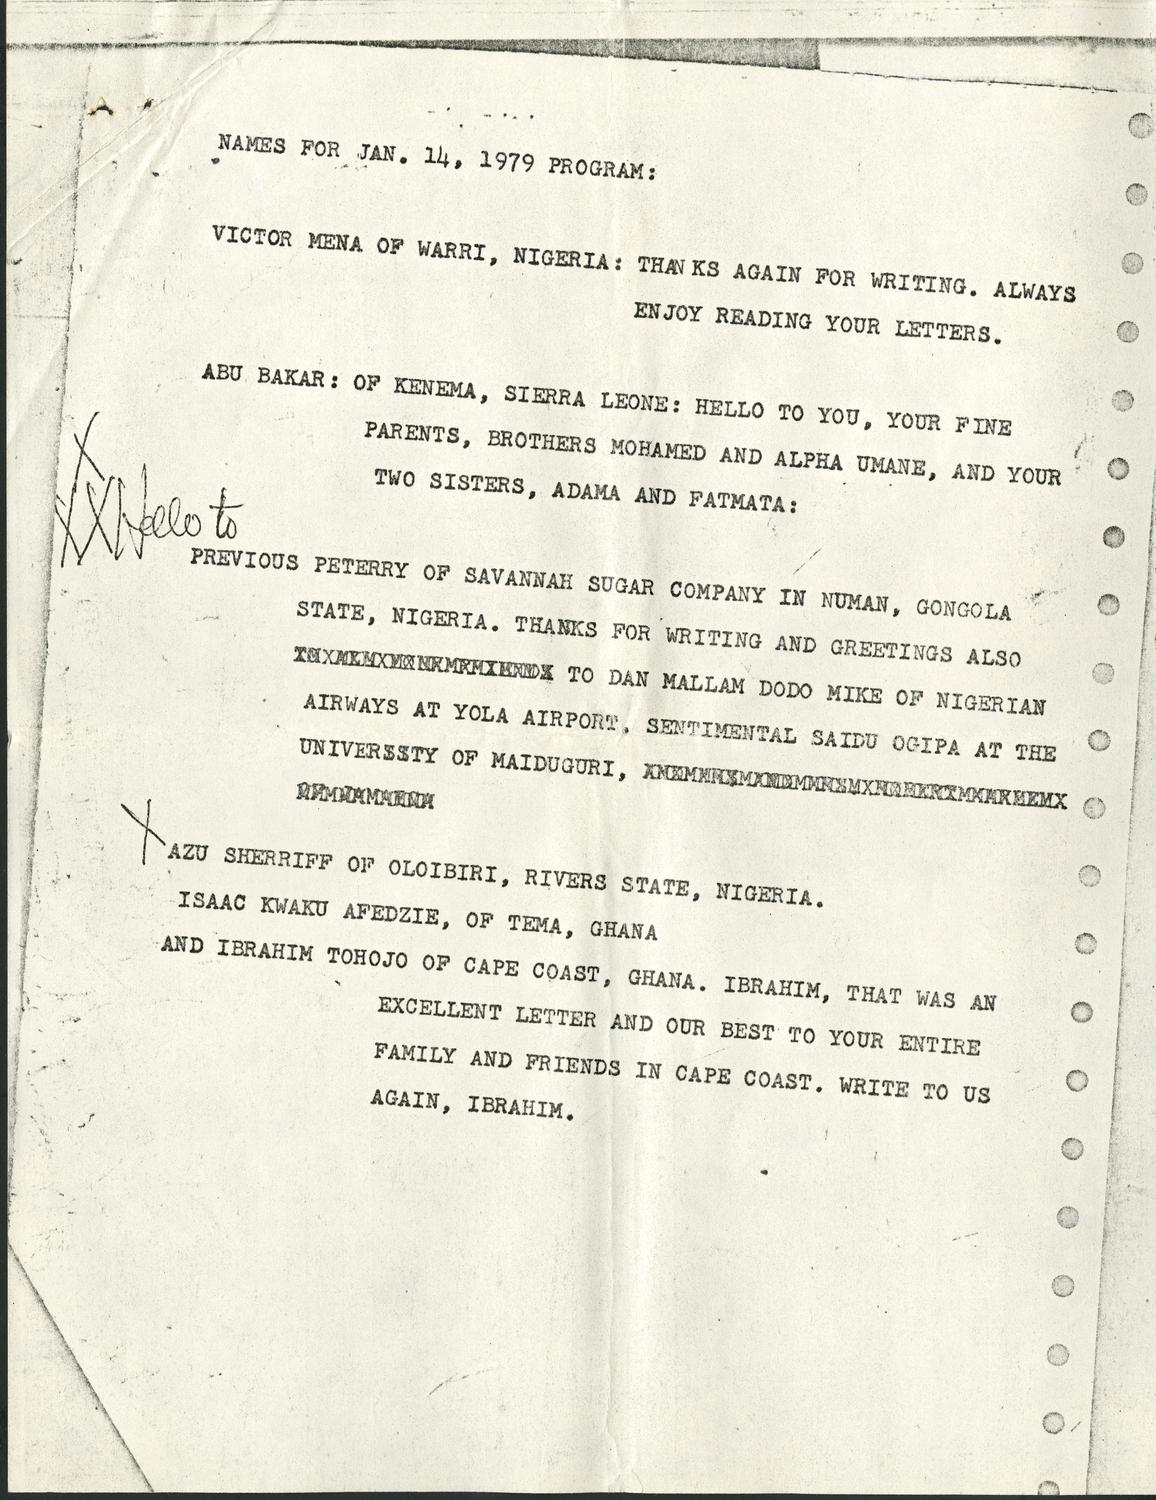 NAMES FOR JAN. 14, 1979 PROGRAM:
VICTOR MENA OF WARRI, NIGERIA: THANKS AGAIN FOR WRITING. ALWAYS
ENJOY READING YOUR LETTERS.
ABU BAKAR: OF KENEMA, SIERRA LEONE: HELLO TO YOU, YOUR FINE
PARENTS, BROTHERS MOHAMED AND ALPHA UMANE, AND YOUR
TWO SISTERS, ADAMA AND FATMATA:
XXX Hello to
PREVIOUS PETERRY OF SAVANNAH SUGAR COMPANY IN NUMAN, GONGOLA
STATE, NIGERIA. THANKS FOR WRITING AND GREETINGS ALSO
TO DAN MALLAM DODO MIKE OF NIGERIAN
AIRWAYS AT YOLA AIRPORT. SENTIMENTAL SAIDU OGIPA AT THE
UNIVERSSTY OF MAIDUGURI,
X AZU SHERRIFF OF OLOIBIRI, RIVERS STATE, NIGERIA.
ISAAC KWAKU AFEDZIE, OF TEMA, GHANA
AND IBRAHIM TOHOJO OF CAPE COAST, GHANA. IBRAHIM, THAT WAS AN
EXCELLENT LETTER AND OUR BEST TO YOUR ENTIRE
FAMILY AND FRIENDS IN CAPE COAST. WRITE TO US
AGAIN, IBRAHIM.